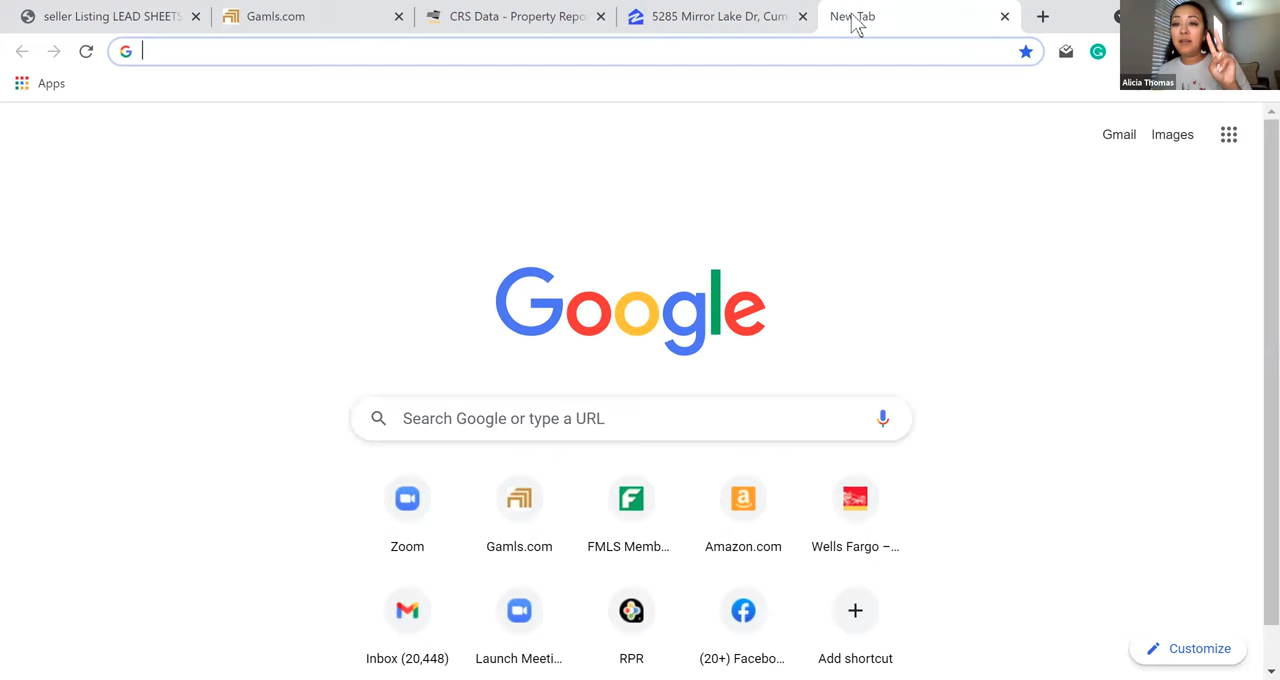 seller Listing LEAD SHEETS
Gamls.com
CRS Data - Property Repo
5285 Mirror Lake Dr, Cum
New Tab
Apps
Alicia Thomas
Gmail
Images
Google
Search Google or type a URL
Zoom
Gamls.com
FMLS Memb...
Amazon.com
Wells Fargo –...
Inbox (20,448)
Launch Meeti...
RPR
(20+) Facebo...
Add shortcut
Customize